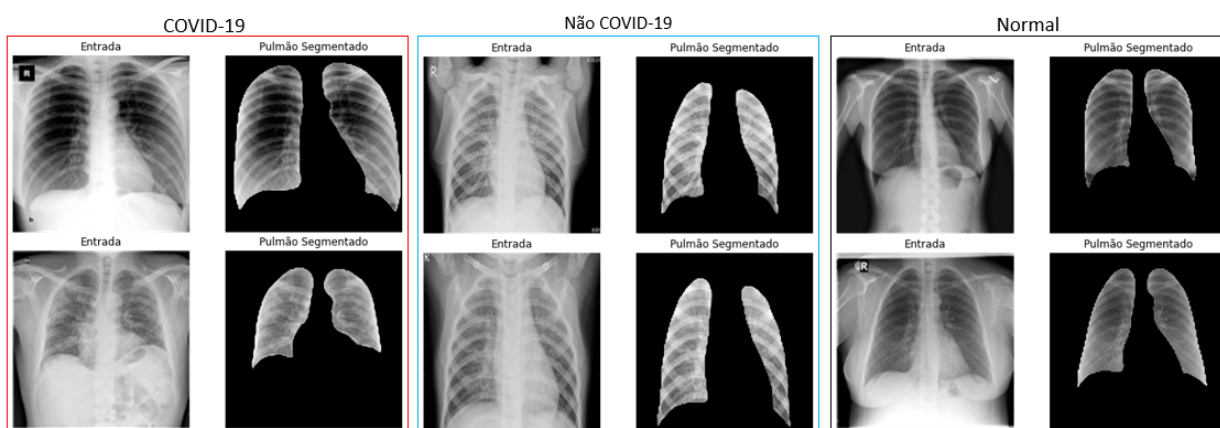 COVID-19
Não COVID-19
Normal
Entrada
Pulmão Segmentado
Entrada
Pulmão Segmentado
Entrada
Pulmão Segmentado
R
R
Entrada
Pulmão Segmentado
Entrada
Pulmão Segmentado
Entrada
Pulmão Segmentado
R
R